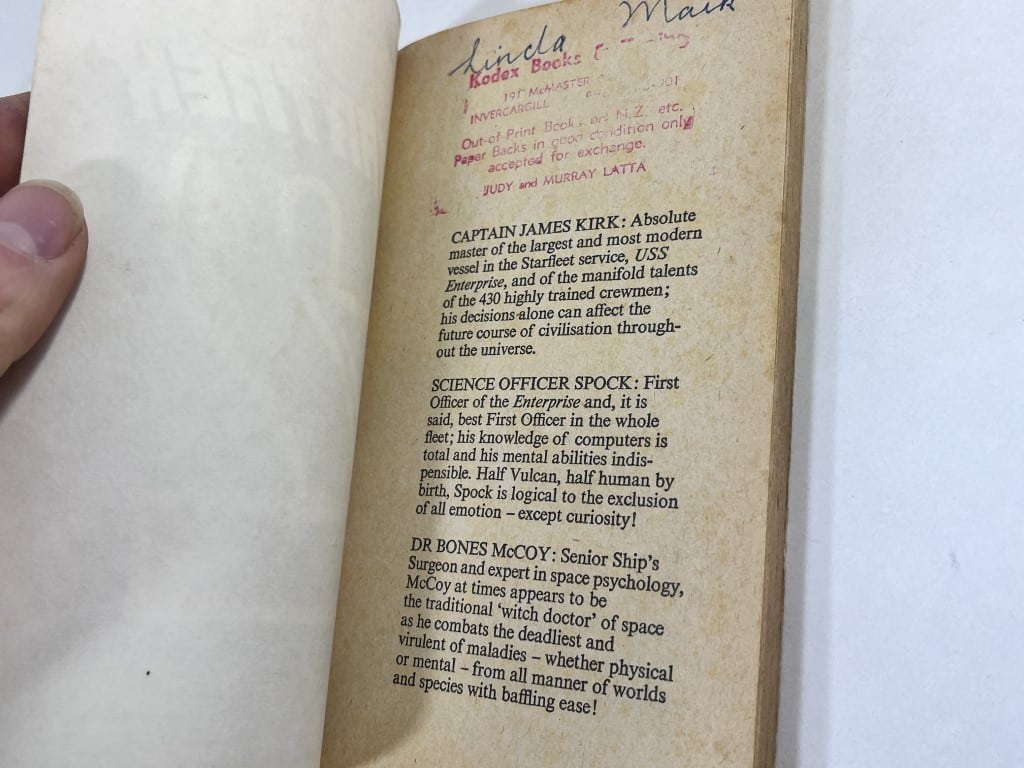 Linda Mark
Kodex Books
INVERCARGILL
Out-of-Print Books on N.Z. etc.
Paper Backs in good condition only
accepted for exchange.
JUDY and MURRAY LATTA
CAPTAIN JAMES KIRK: Absolute
master of the largest and most modern
vessel in the Starfleet service, USS
Enterprise, and of the manifold talents
of the 430 highly trained crewmen;
his decisions alone can affect the
future course of civilisation through-
out the universe.
SCIENCE OFFICER SPOCK: First
Officer of the Enterprise and, it is
said, best First Officer in the whole
fleet; his knowledge of computers is
total and his mental abilities indis-
pensible. Half Vulcan, half human by
birth, Spock is logical to the exclusion
of all emotion – except curiosity!
DR BONES McCOY: Senior Ship's
Surgeon and expert in space psychology,
McCoy at times appears to be
the traditional 'witch doctor' of space
as he combats the deadliest and
virulent of maladies – whether physical
or mental – from all manner of worlds
and species with baffling ease!